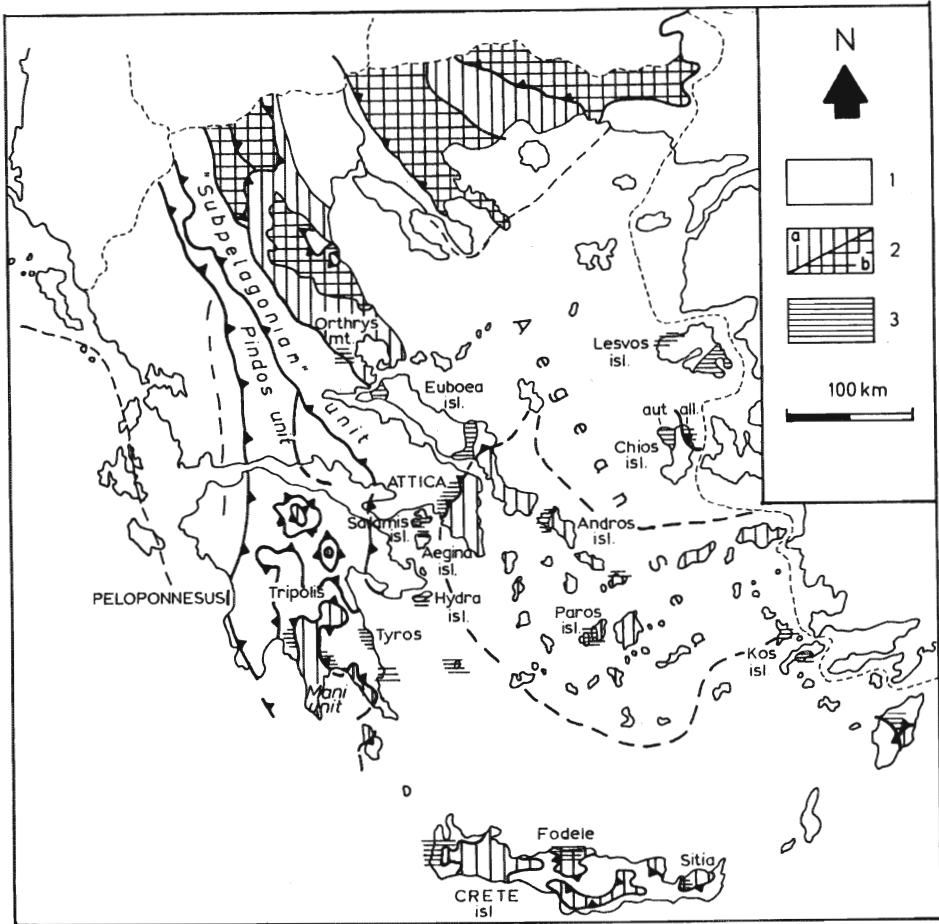 N
1
a
b
2
3
100 km
"Subpelagonian" unit
Pindos unit
Orthrys
mt.
Euboea
isl.
Aegean Sea
Lesvos
isl.
aut all.
Chios
isl.
ATTICA
Salamis
isl.
Aegina
isl.
Andros
isl.
PELOPONNESUS
Tripolis
Hydra
isl.
Paros
isl.
Tyros
Kos
isl
Mani
unit
Fodele
Sitia
CRETE
isl